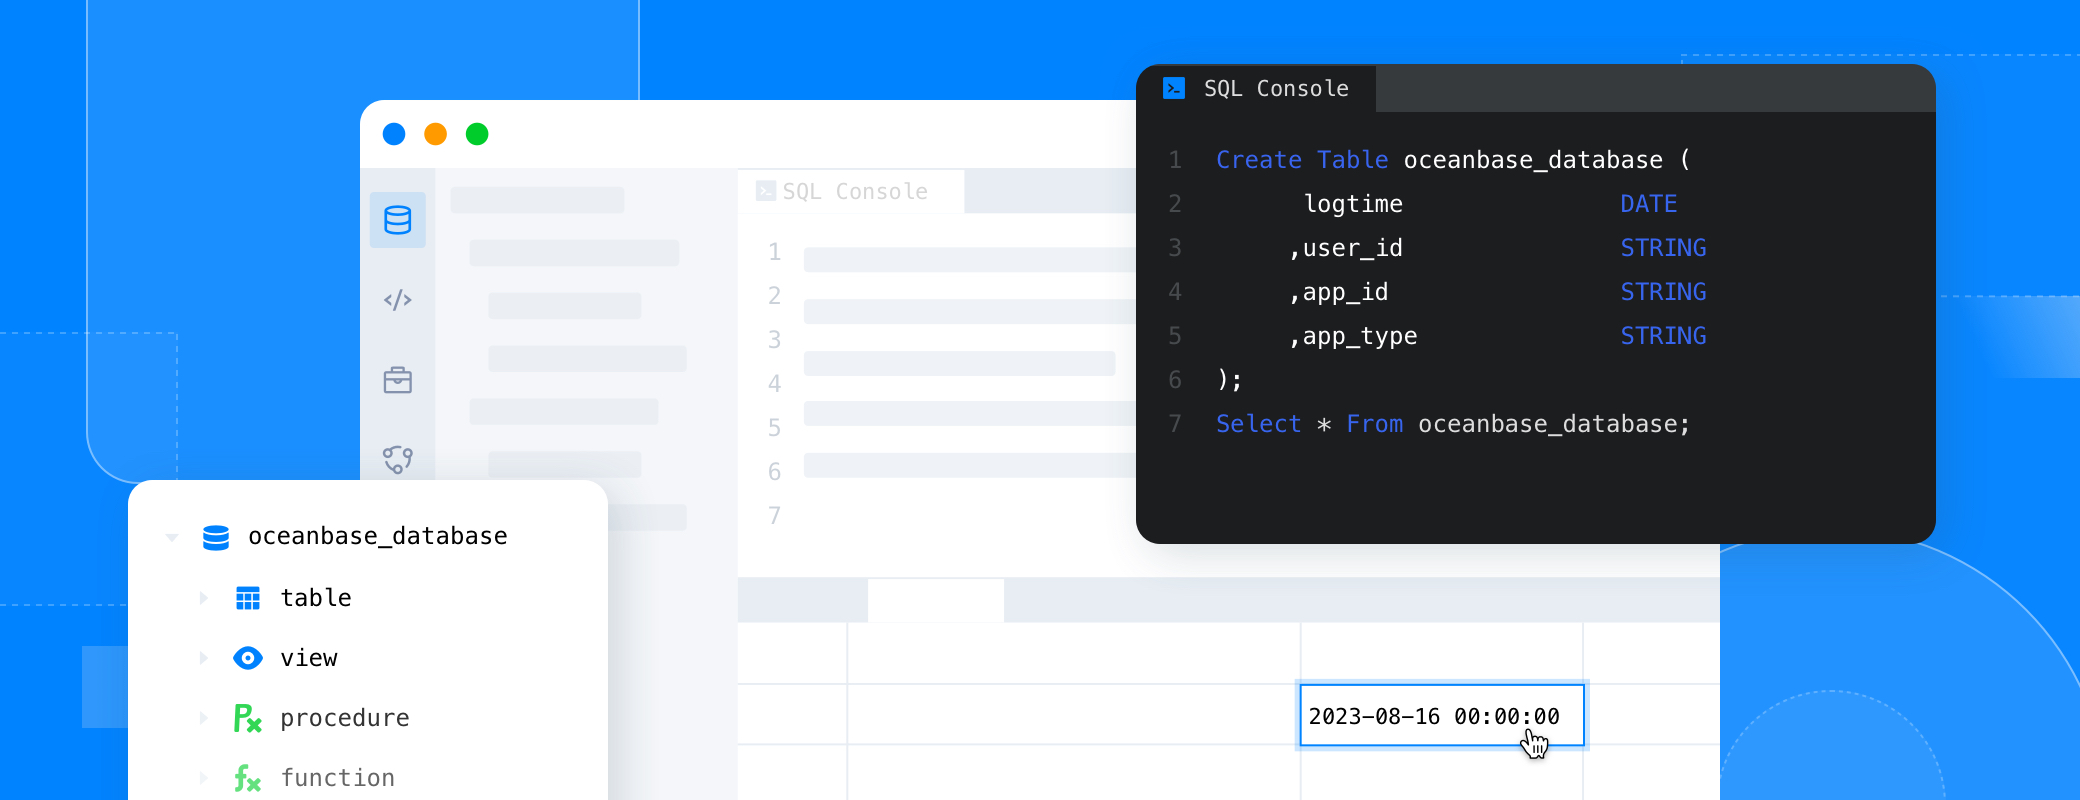 SQL Console
1
2
3
4
5
6
7
SQL Console
1 Create Table oceanbase_database (
2 logtime DATE
3 ,user_id STRING
4 ,app_id STRING
5 ,app_type STRING
6 );
7 Select * From oceanbase_database;
oceanbase_database
table
view
procedure
function
2023-08-16 00:00:00